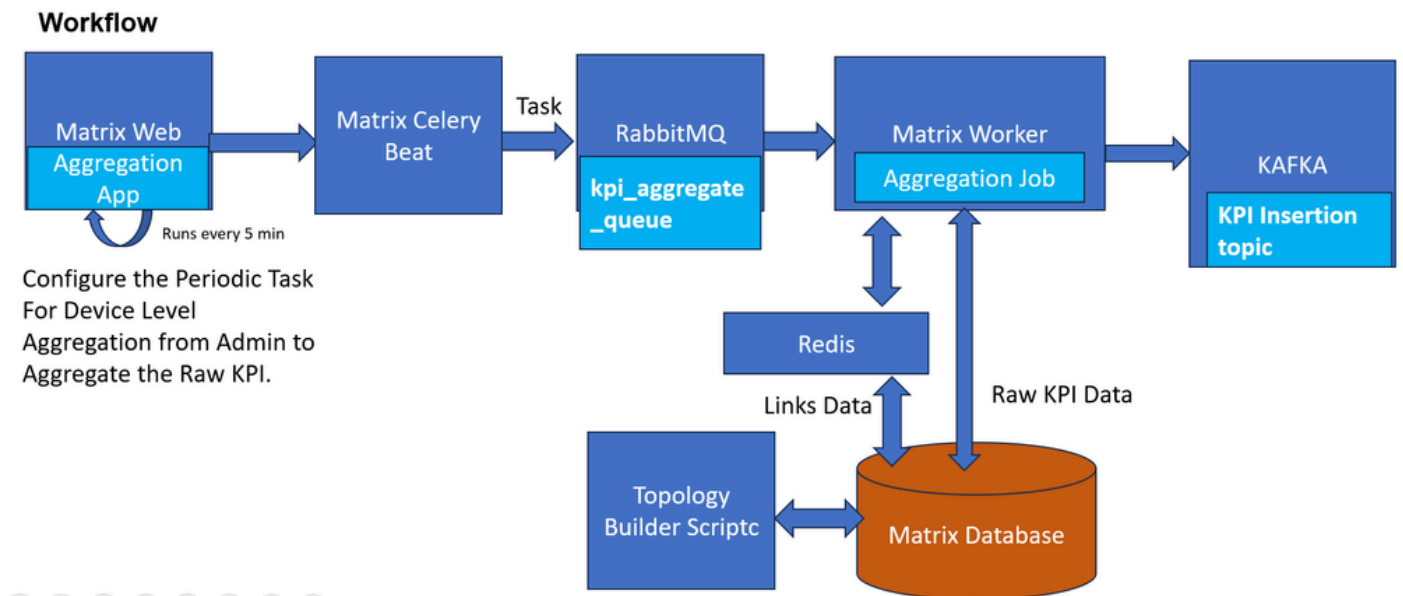 Workflow
Matrix Web
Aggregation
App
Runs every 5 min
Configure the Periodic Task
For Device Level
Aggregation from Admin to
Aggregate the Raw KPI.
Matrix Celery
Beat
Task
RabbitMQ
kpi_aggregate
_queue
Matrix Worker
Aggregation Job
KAFKA
KPI Insertion
topic
Redis
Links Data
Raw KPI Data
Topology
Builder Scriptc
Matrix Database